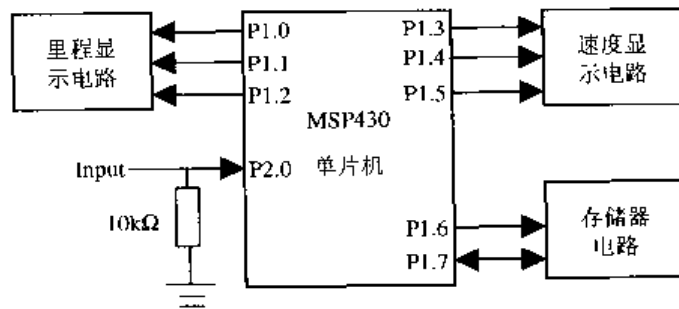 里程显
示电路
P1.0
P1.1
P1.2
P1.3
P1.4
P1.5
速度显
示电路
MSP430
单片机
Input
P2.0
10kΩ
P1.6
P1.7
存储器
电路